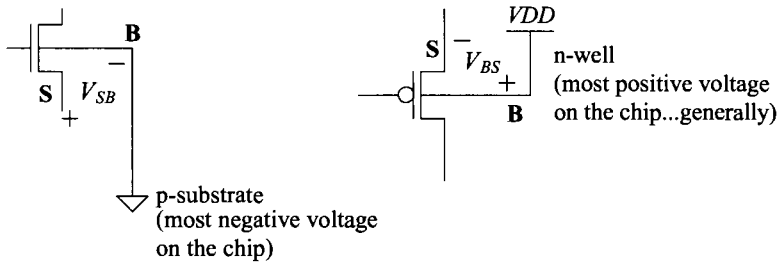 B
−
S
V_SB
+
p-substrate
(most negative voltage
on the chip)
VDD
−
S
V_BS
+
B
n-well
(most positive voltage
on the chip...generally)